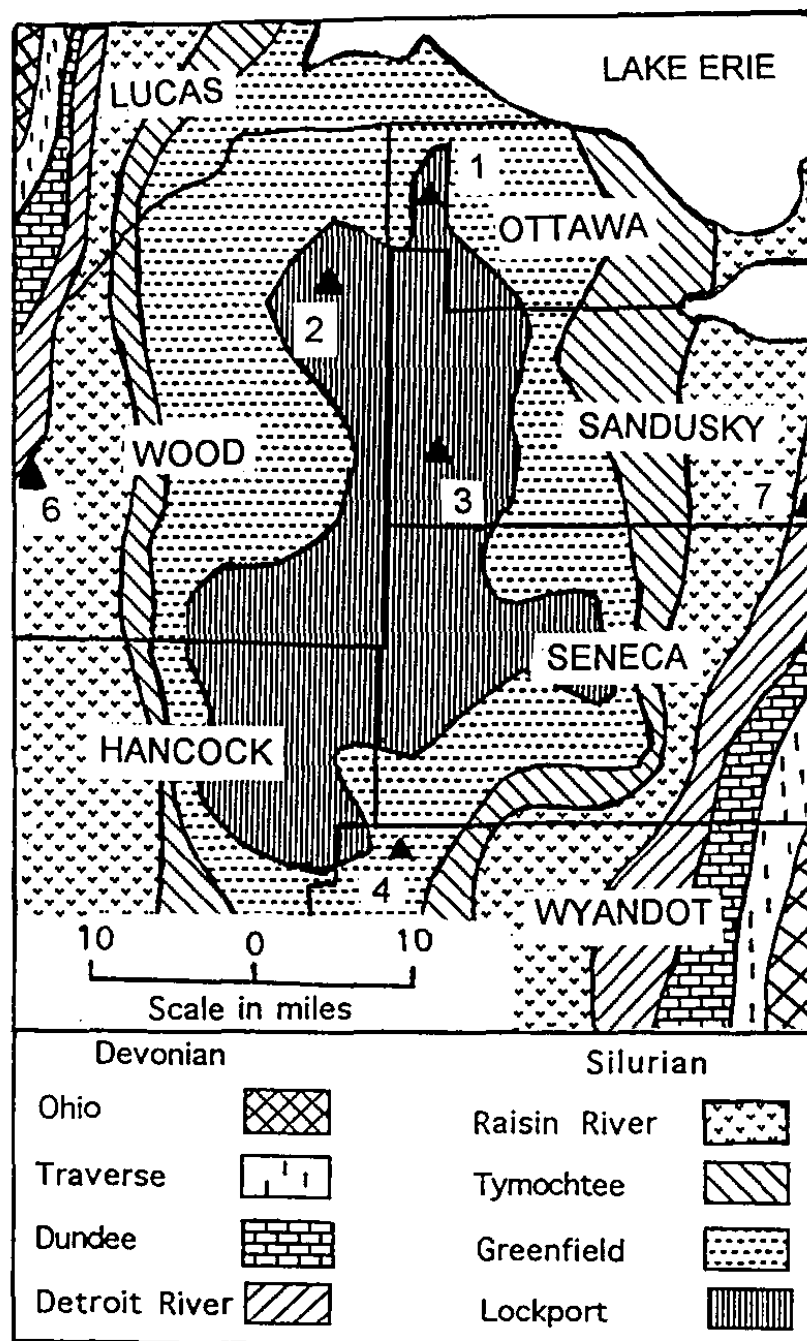 LAKE ERIE
LUCAS
1
OTTAWA
2
WOOD
SANDUSKY
6
3
7
SENECA
HANCOCK
4
WYANDOT
10 0 10
Scale in miles
Devonian
Ohio
Traverse
Dundee
Detroit River
Silurian
Raisin River
Tymochtee
Greenfield
Lockport